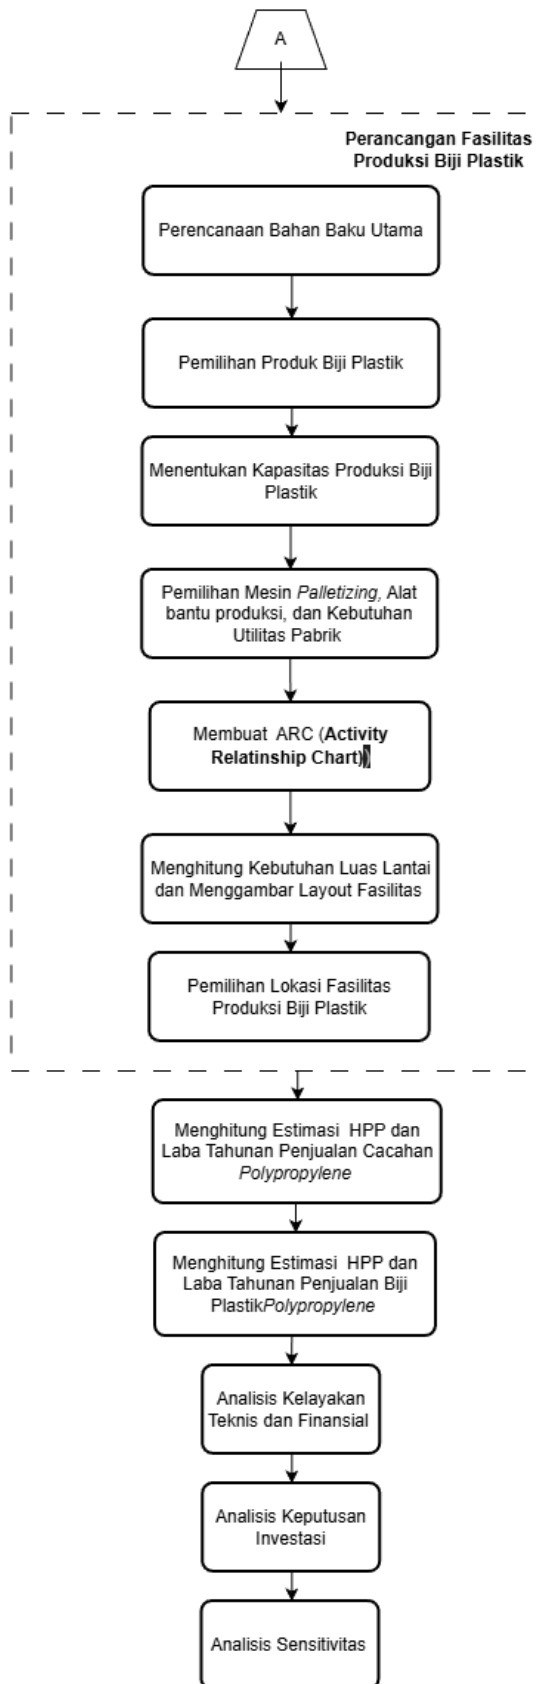 A
Perancangan Fasilitas
Produksi Biji Plastik
Perencanaan Bahan Baku Utama
Pemilihan Produk Biji Plastik
Menentukan Kapasitas Produksi Biji
Plastik
Pemilihan Mesin Palletizing, Alat
bantu produksi, dan Kebutuhan
Utilitas Pabrik
Membuat ARC (Activity
Relatinship Chart))
Menghitung Kebutuhan Luas Lantai
dan Menggambar Layout Fasilitas
Pemilihan Lokasi Fasilitas
Produksi Biji Plastik
Menghitung Estimasi HPP dan
Laba Tahunan Penjualan Cacahan
Polypropylene
Menghitung Estimasi HPP dan
Laba Tahunan Penjualan Biji
PlastikPolypropylene
Analisis Kelayakan
Teknis dan Finansial
Analisis Keputusan
Investasi
Analisis Sensitivitas